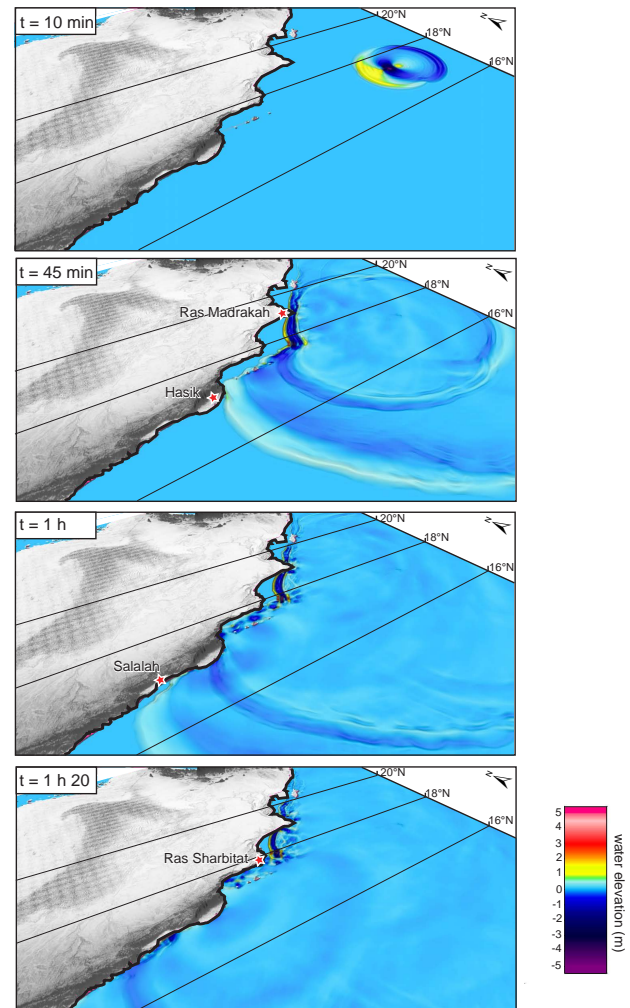 t = 10 min
20°N
18°N
16°N
z
t = 45 min
20°N
18°N
16°N
z
Ras Madrakah
Hasik
t = 1 h
20°N
18°N
16°N
z
Salalah
t = 1 h 20
20°N
18°N
16°N
z
Ras Sharbitat
5
4
3
2
1
0
-1
-2
-3
-4
-5
water elevation (m)